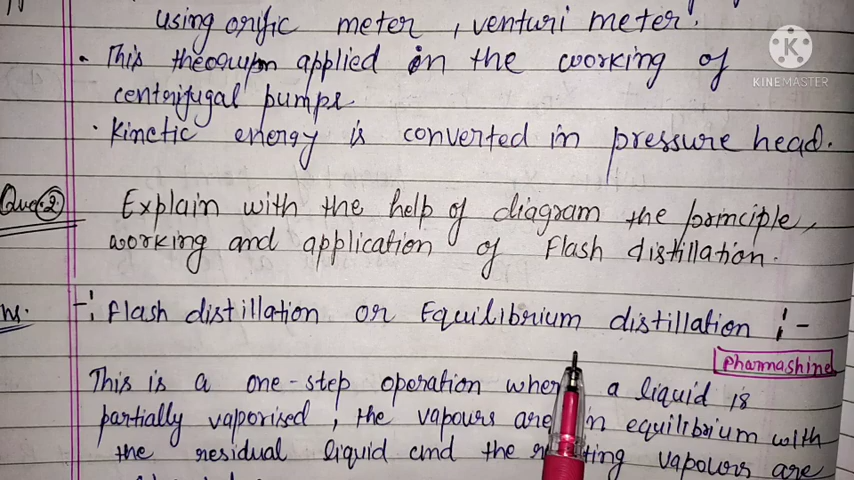 using orific meter, venturi meter.
KINEMASTER
• This theorem applied in the working of
centrifugal pumps
• Kinetic energy is converted in pressure head.
Que. 2 Explain with the help of diagram the principle,
working and application of flash distillation.
Ans. -: Flash distillation or Equilibrium distillation :-
Pharmashine
This is a one-step operation where a liquid is
partially vaporised, the vapours are in equilibrium with
the residual liquid and the vapours are